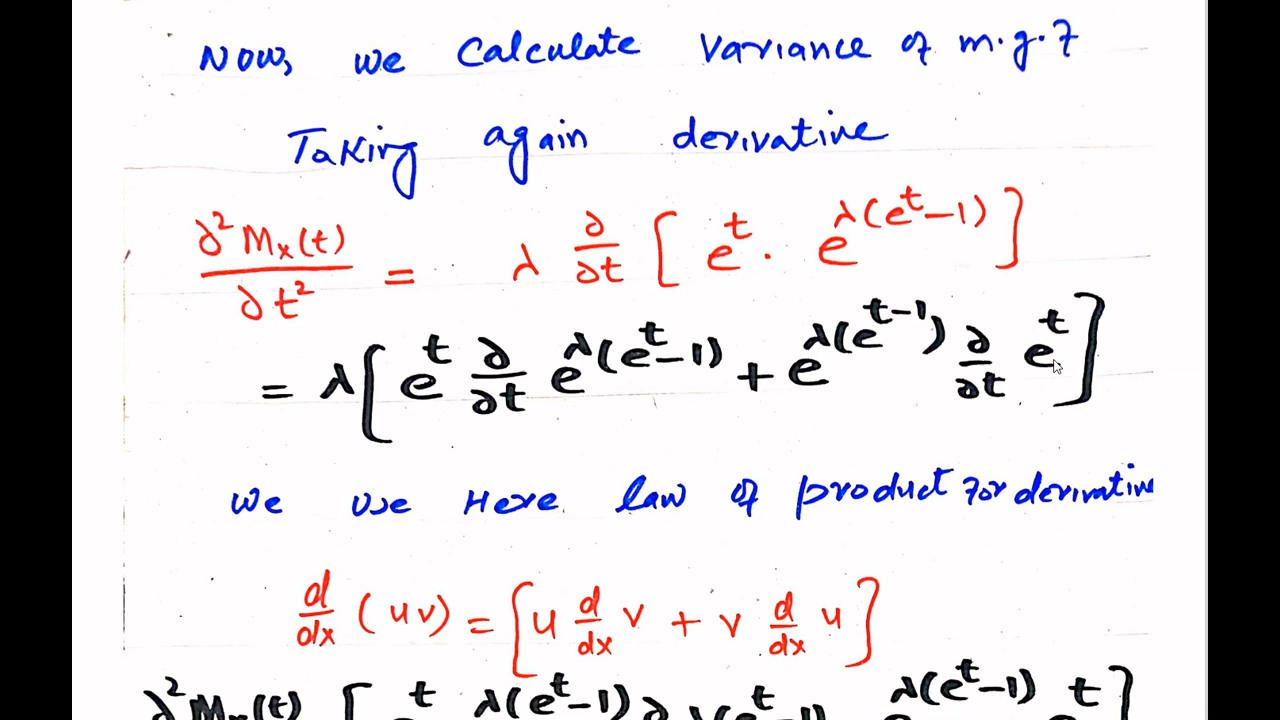 Now, we Calculate Variance of m.g.f
Taking again derivative
∂²Mₓ(t)/∂t² = λ ∂/∂t [e^t · e^{λ(e^t−1)}]
= λ[e^t ∂/∂t e^{λ(e^t−1)} + e^{λ(e^{t−1})} ∂/∂t e^t]
we use Here law of product for derivative
d/dx (uv) = [u d/dx v + v d/dx u]